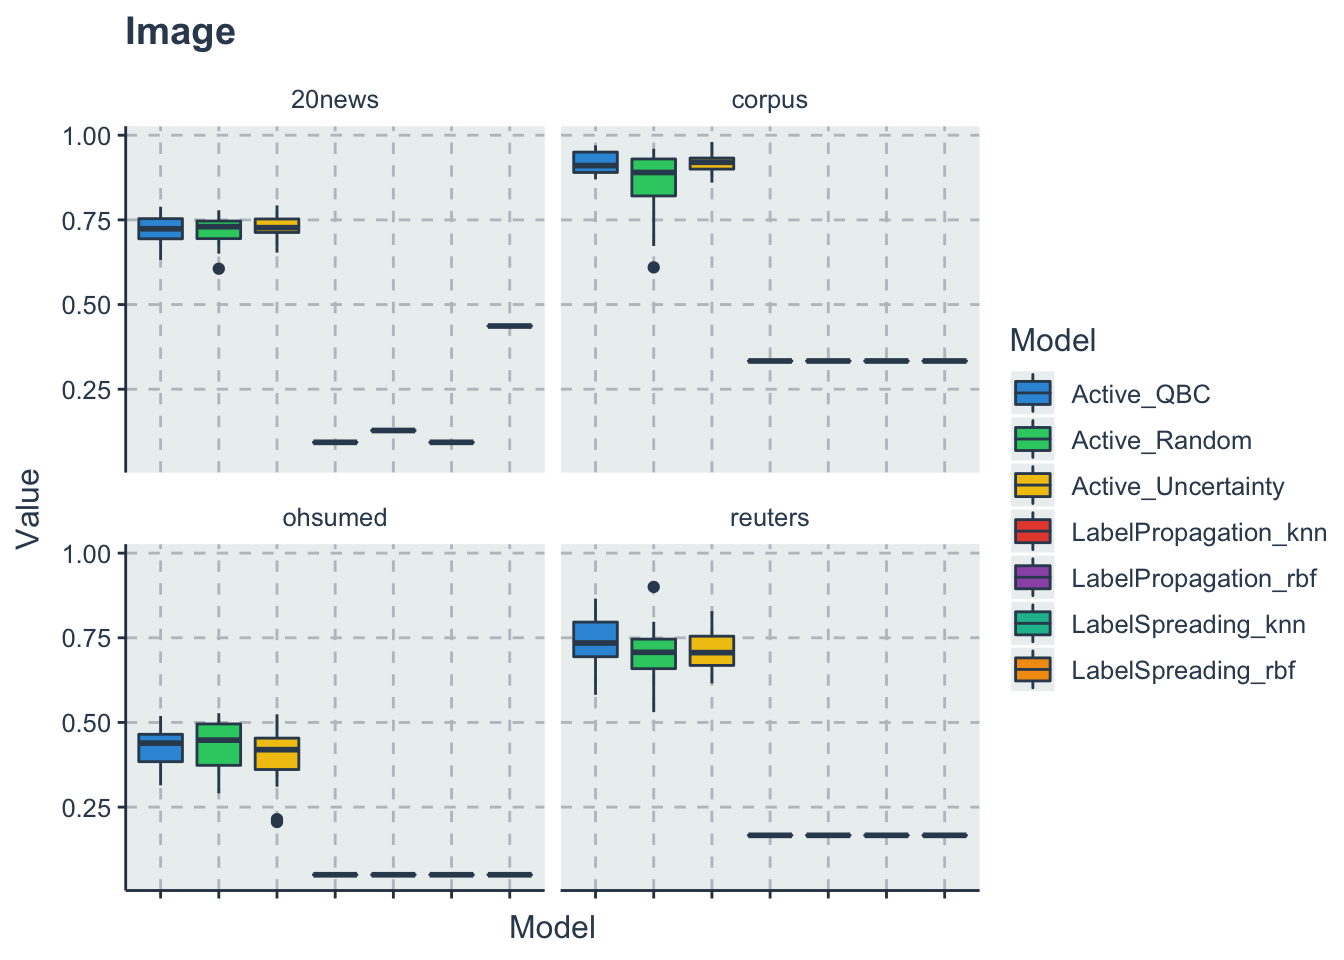 Image
20news
corpus
1.00
0.75
0.50
0.25
ohsumed
reuters
1.00
0.75
0.50
0.25
Value
Model
Model
Active_QBC
Active_Random
Active_Uncertainty
LabelPropagation_knn
LabelPropagation_rbf
LabelSpreading_knn
LabelSpreading_rbf